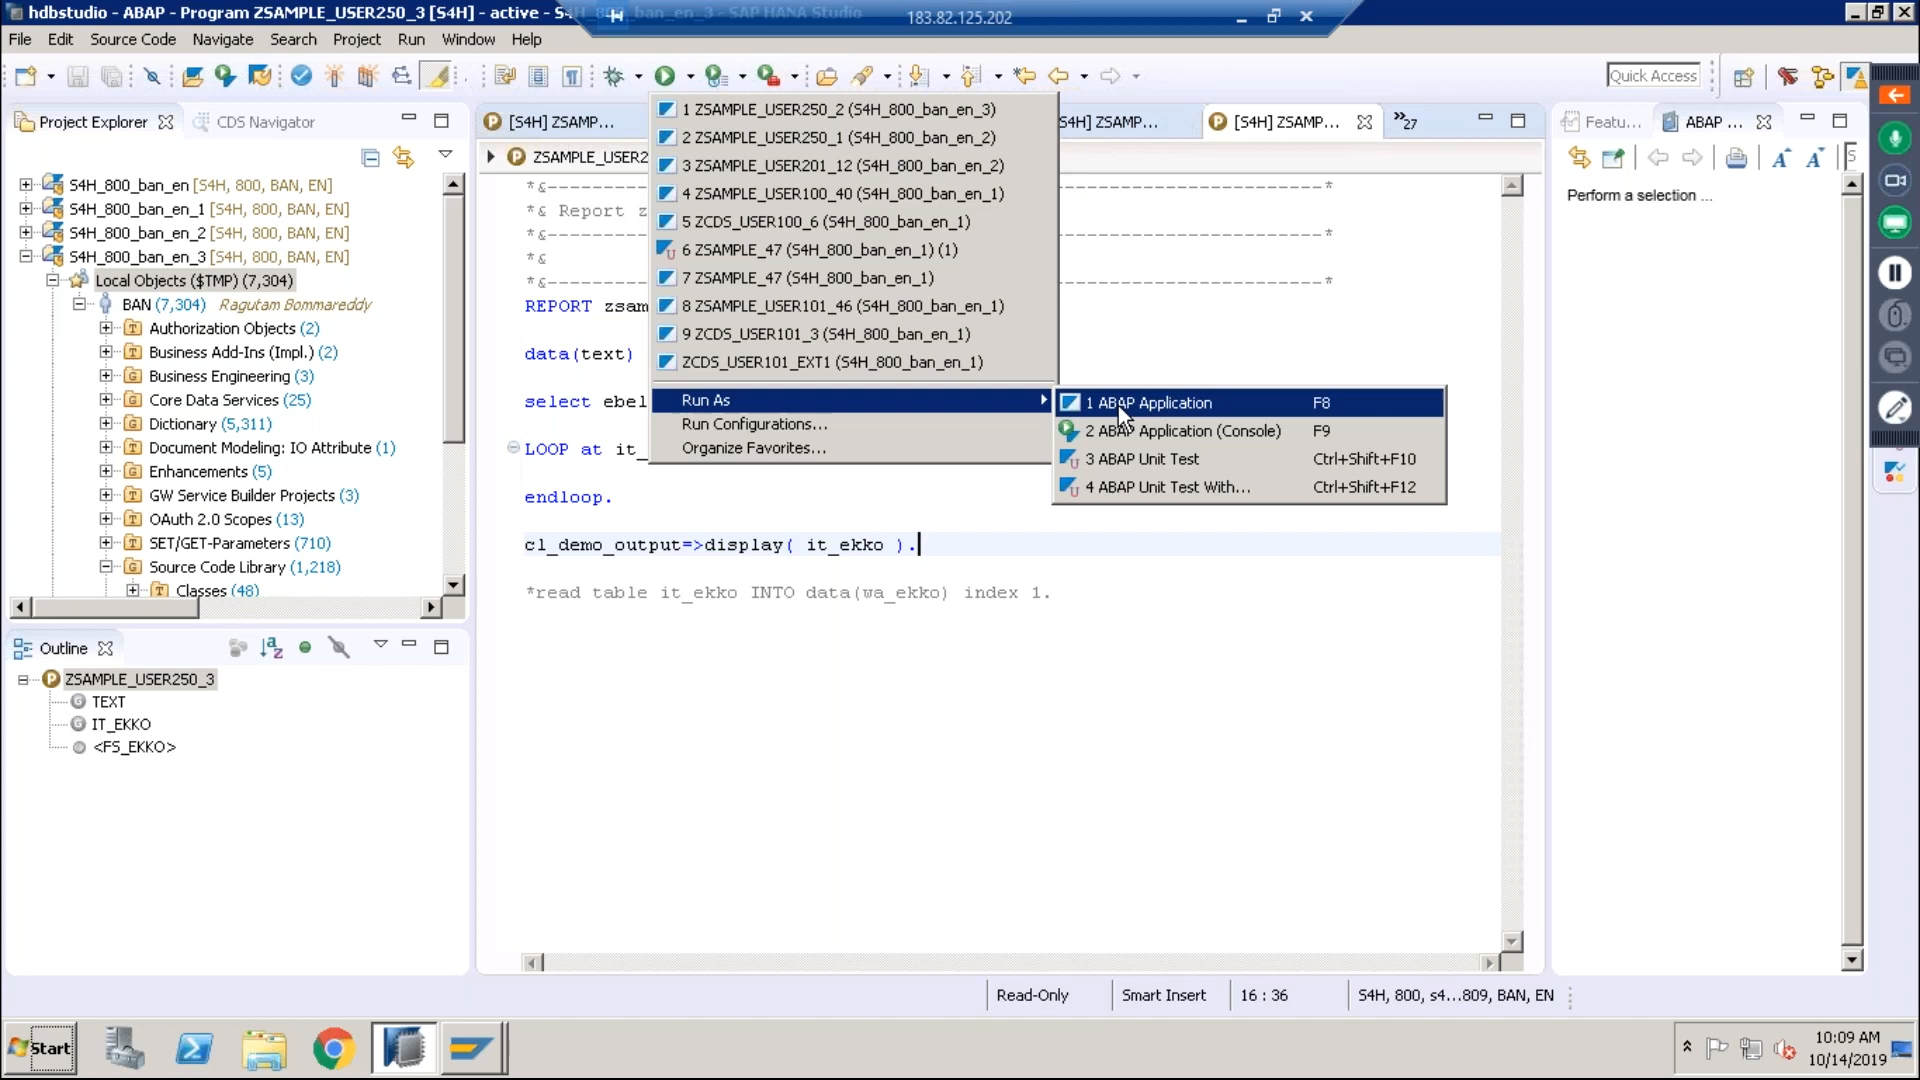 hdbstudio - ABAP - Program ZSAMPLE_USER250_3 [S4H] - active - S4H_800_ban_en_3 - SAP HANA Studio
183.82.125.202
File Edit Source Code Navigate Search Project Run Window Help
Quick Access
Project Explorer
CDS Navigator
S4H_800_ban_en [S4H, 800, BAN, EN]
S4H_800_ban_en_1 [S4H, 800, BAN, EN]
S4H_800_ban_en_2 [S4H, 800, BAN, EN]
S4H_800_ban_en_3 [S4H, 800, BAN, EN]
Local Objects ($TMP) (7,304)
BAN (7,304) Ragutam Bommareddy
Authorization Objects (2)
Business Add-Ins (Impl.) (2)
Business Engineering (3)
Core Data Services (25)
Dictionary (5,311)
Document Modeling: IO Attribute (1)
Enhancements (5)
GW Service Builder Projects (3)
OAuth 2.0 Scopes (13)
SET/GET-Parameters (710)
Source Code Library (1,218)
Classes (48)
Outline
ZSAMPLE_USER250_3
TEXT
IT_EKKO
<FS_EKKO>
[S4H] ZSAMP...
S4H] ZSAMP...
[S4H] ZSAMP...
»27
ZSAMPLE_USER2
*&---------------------------------------------------------------------*
*& Report z
*&---------------------------------------------------------------------*
*&
*&---------------------------------------------------------------------*
REPORT zsam
data(text)
select ebel
LOOP at it_
endloop.
cl_demo_output=>display( it_ekko ).
*read table it_ekko INTO data(wa_ekko) index 1.
1 ZSAMPLE_USER250_2 (S4H_800_ban_en_3)
2 ZSAMPLE_USER250_1 (S4H_800_ban_en_2)
3 ZSAMPLE_USER201_12 (S4H_800_ban_en_2)
4 ZSAMPLE_USER100_40 (S4H_800_ban_en_1)
5 ZCDS_USER100_6 (S4H_800_ban_en_1)
6 ZSAMPLE_47 (S4H_800_ban_en_1) (1)
7 ZSAMPLE_47 (S4H_800_ban_en_1)
8 ZSAMPLE_USER101_46 (S4H_800_ban_en_1)
9 ZCDS_USER101_3 (S4H_800_ban_en_1)
ZCDS_USER101_EXT1 (S4H_800_ban_en_1)
Run As
Run Configurations...
Organize Favorites...
1 ABAP Application F8
2 ABAP Application (Console) F9
3 ABAP Unit Test Ctrl+Shift+F10
4 ABAP Unit Test With... Ctrl+Shift+F12
Featu...
ABAP ...
Perform a selection ...
Read-Only
Smart Insert
16 : 36
S4H, 800, s4...809, BAN, EN
Start
10:09 AM
10/14/2019